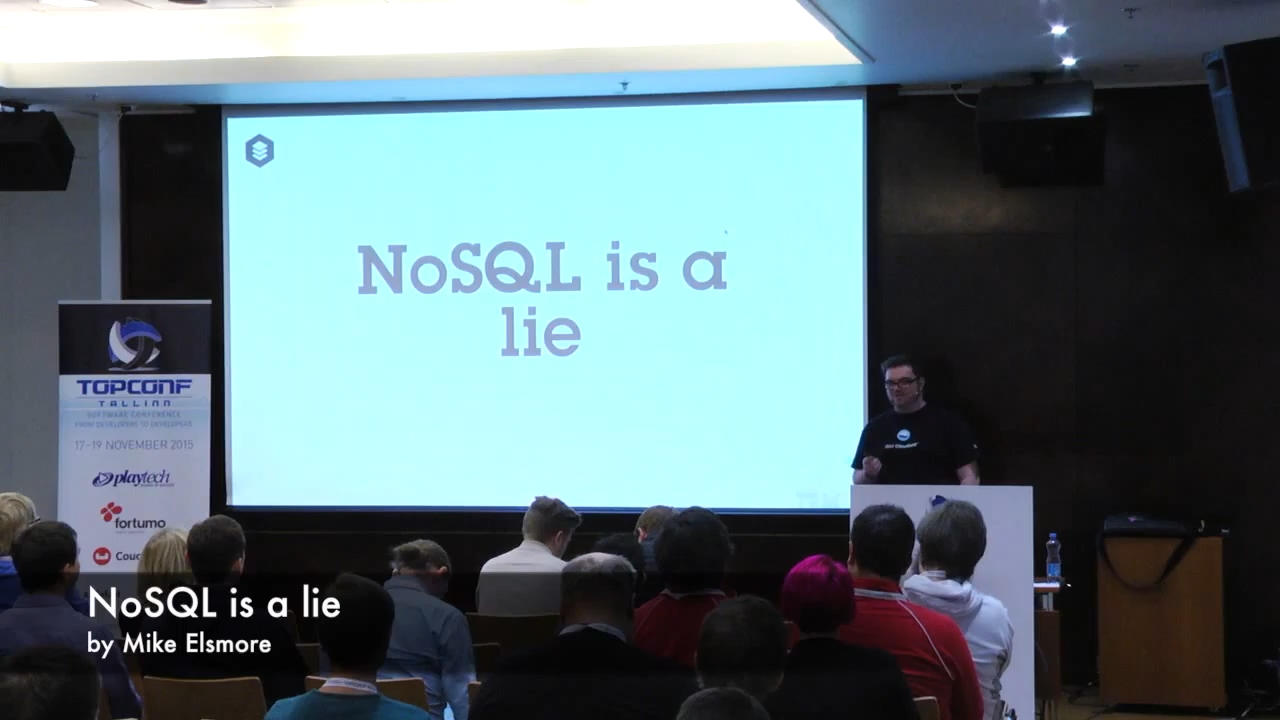 NoSQL is a
lie
TOPCONF
TALLINN
SOFTWARE CONFERENCE
FROM DEVELOPERS TO DEVELOPERS
17-19 NOVEMBER 2015
playtech
fortumo
NoSQL is a lie
by Mike Elsmore